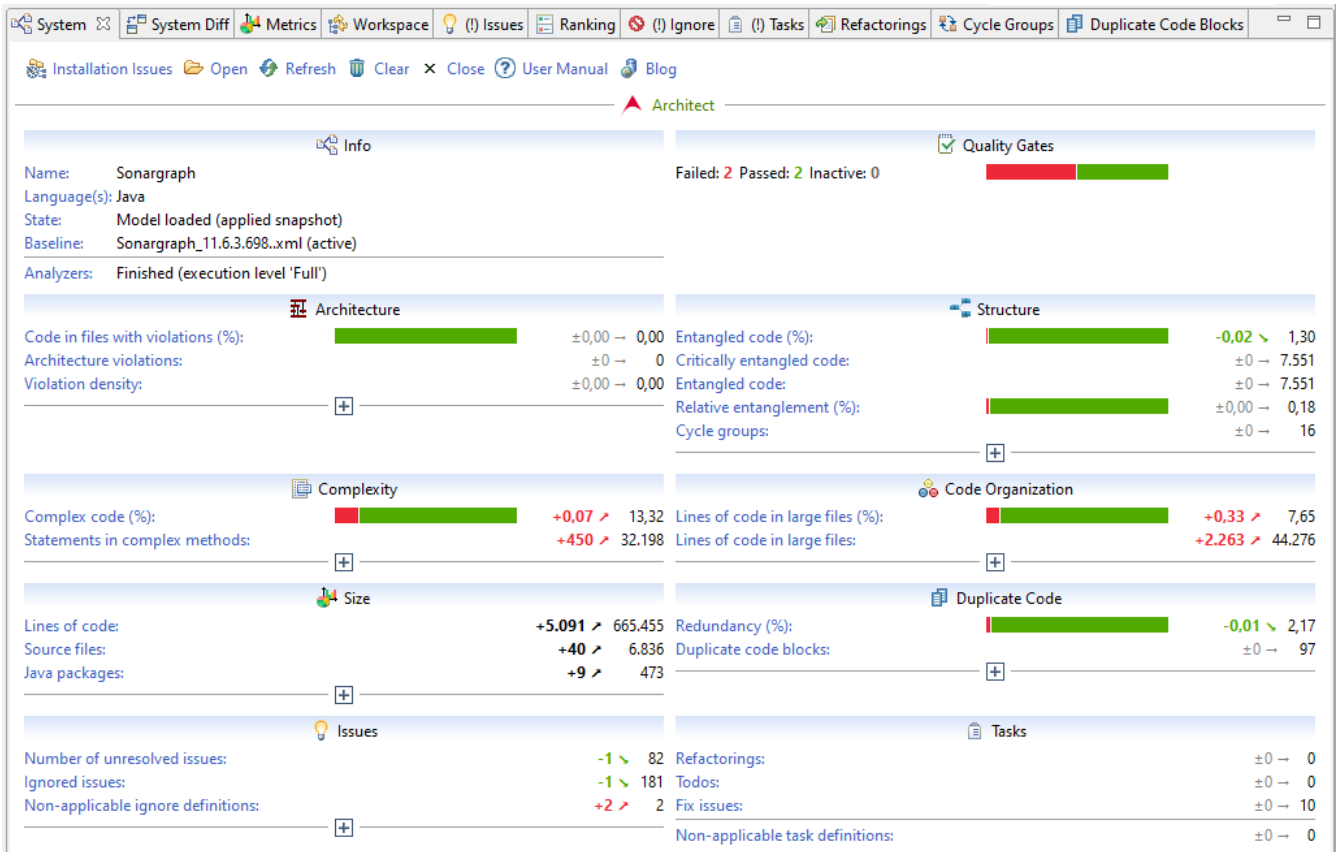 System System Diff Metrics Workspace (!) Issues Ranking (!) Ignore (!) Tasks Refactorings Cycle Groups Duplicate Code Blocks
Installation Issues Open Refresh Clear Close User Manual Blog
Architect
Info
Name: Sonargraph
Language(s): Java
State: Model loaded (applied snapshot)
Baseline: Sonargraph_11.6.3.698..xml (active)
Analyzers: Finished (execution level 'Full')
Quality Gates
Failed: 2 Passed: 2 Inactive: 0
Architecture
Code in files with violations (%): ±0,00 → 0,00
Architecture violations: ±0 → 0
Violation density: ±0,00 → 0,00
Structure
Entangled code (%): -0,02 ↘ 1,30
Critically entangled code: ±0 → 7.551
Entangled code: ±0 → 7.551
Relative entanglement (%): ±0,00 → 0,18
Cycle groups: ±0 → 16
Complexity
Complex code (%): +0,07 ↗ 13,32
Statements in complex methods: +450 ↗ 32.198
Code Organization
Lines of code in large files (%): +0,33 ↗ 7,65
Lines of code in large files: +2.263 ↗ 44.276
Size
Lines of code: +5.091 ↗ 665.455
Source files: +40 ↗ 6.836
Java packages: +9 ↗ 473
Duplicate Code
Redundancy (%): -0,01 ↘ 2,17
Duplicate code blocks: ±0 → 97
Issues
Number of unresolved issues: -1 ↘ 82
Ignored issues: -1 ↘ 181
Non-applicable ignore definitions: +2 ↗ 2
Tasks
Refactorings: ±0 → 0
Todos: ±0 → 0
Fix issues: ±0 → 10
Non-applicable task definitions: ±0 → 0